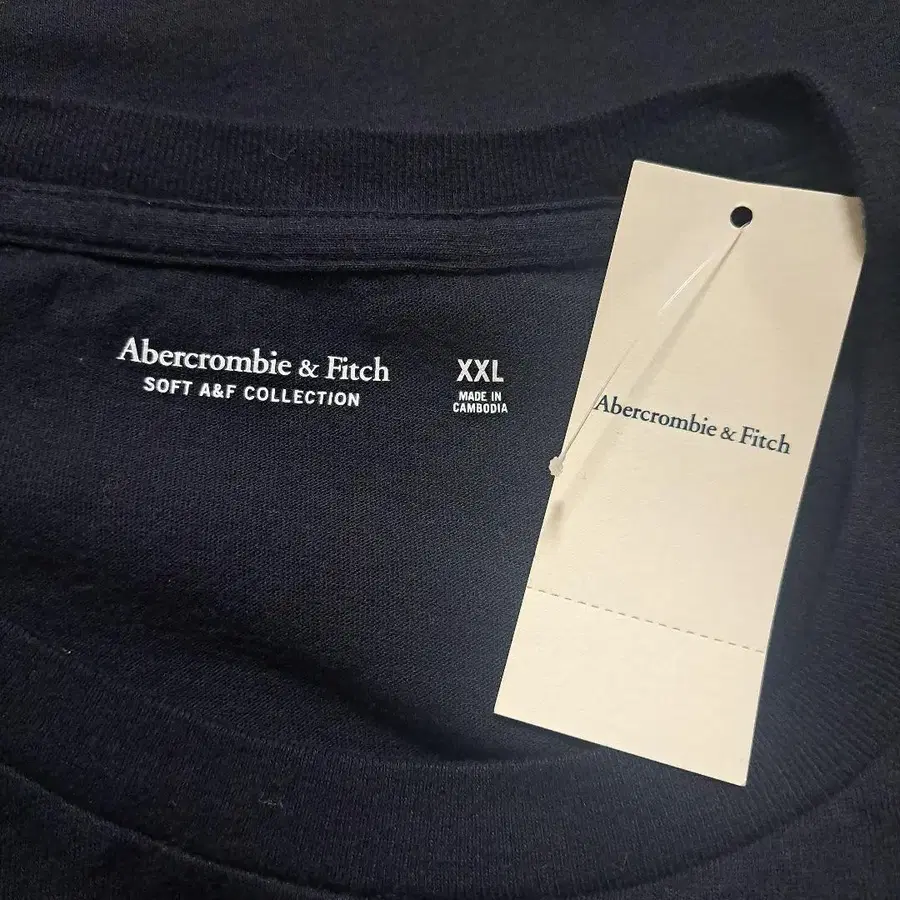 Abercrombie & Fitch
SOFT A&F COLLECTION
XXL
MADE IN
CAMBODIA
Abercrombie & Fitch